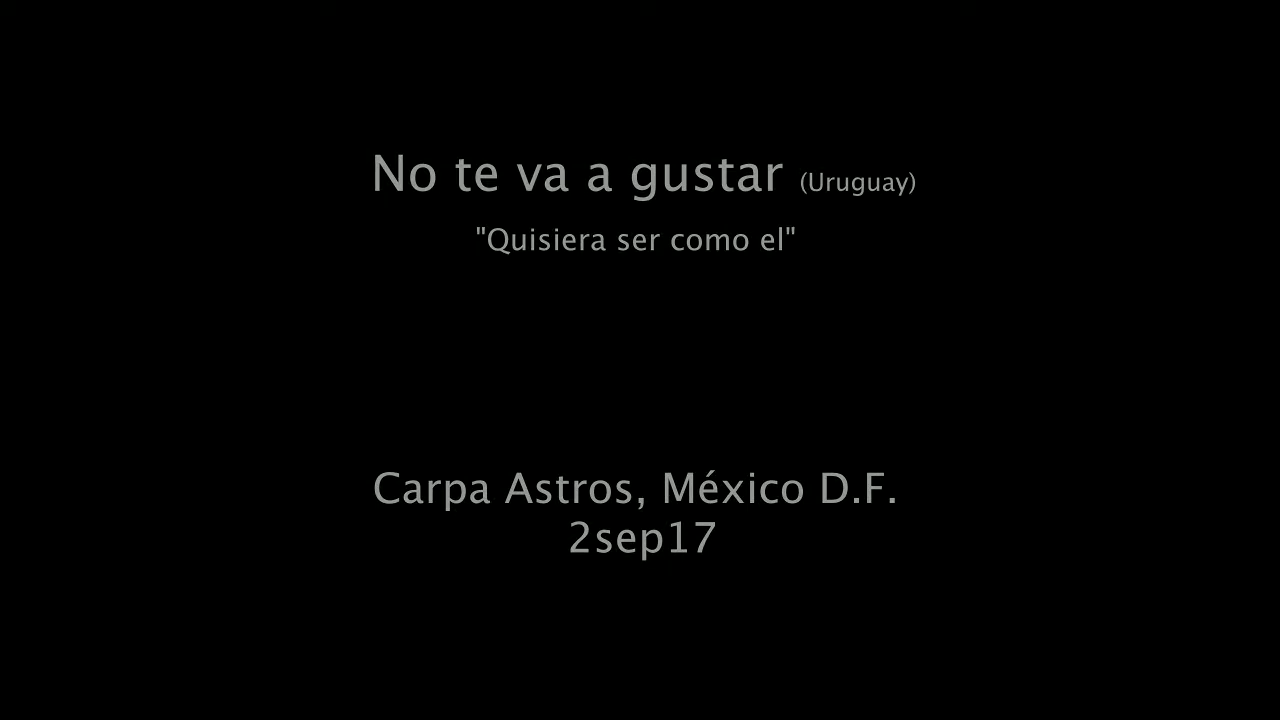 No te va a gustar (Uruguay)
"Quisiera ser como el"
Carpa Astros, México D.F.
2sep17